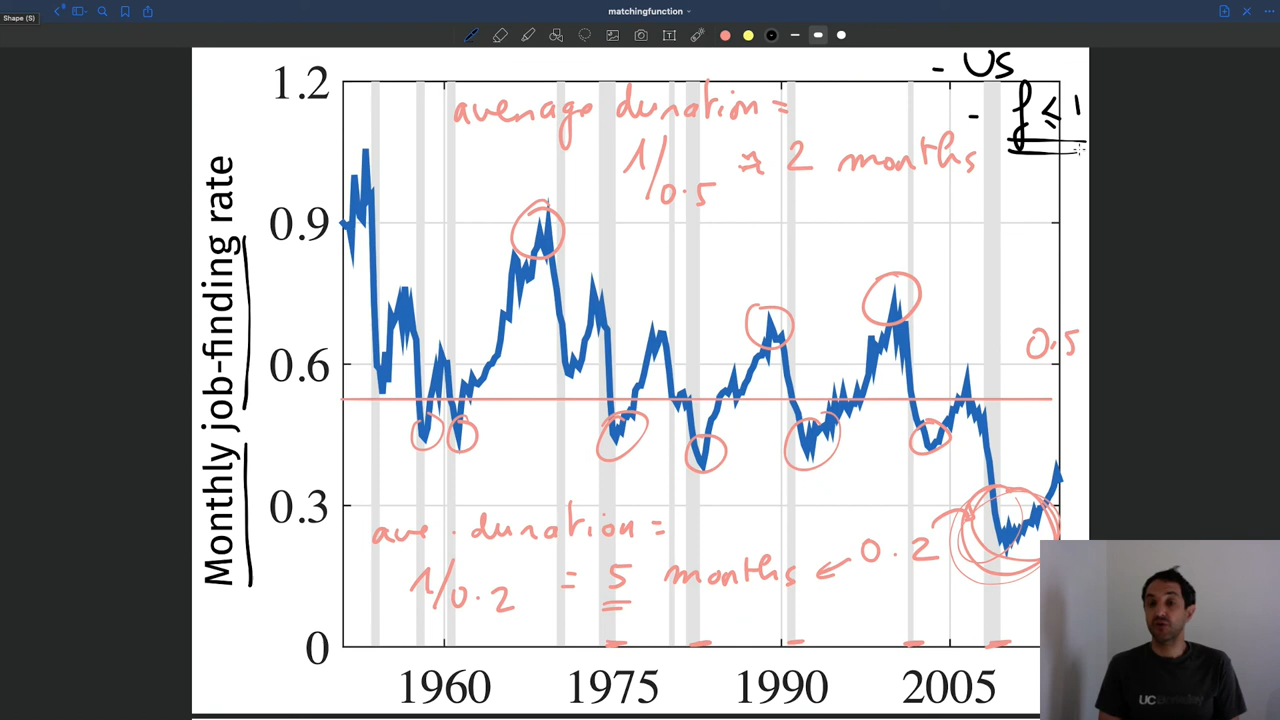 matchingfunction
Shape (S)
- US
1.2
average duration =
- f ≤ 1
1/0.5 → 2 months
Monthly job-finding rate
0.9
0.5
0.6
0.3
ave. duration =
0.2
1/0.2 = 5 months ←
0
1960 1975 1990 2005
UC Berkeley